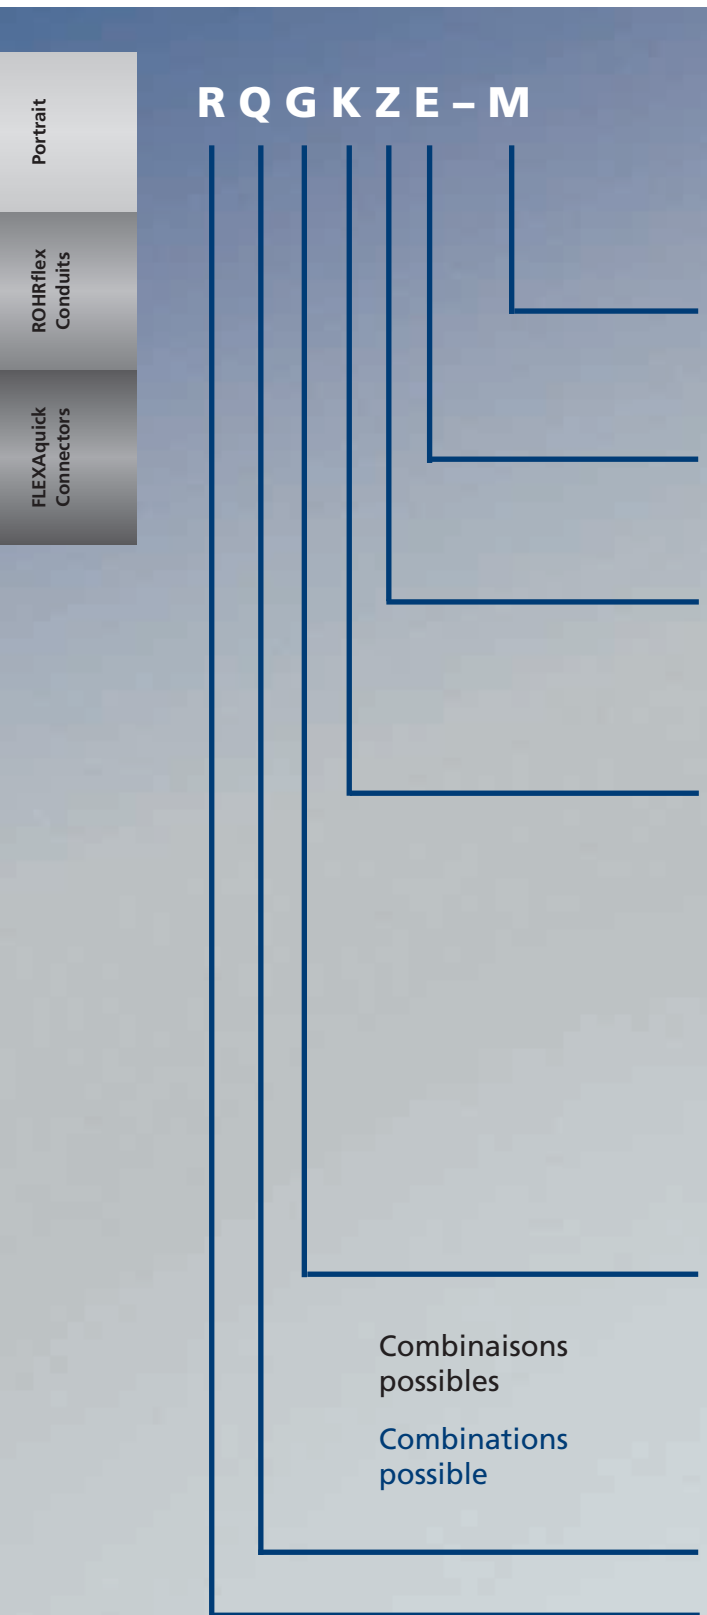 R Q G K Z E – M
Portrait
ROHRflex
Conduits
FLEXAquick
Connectors
Combinaisons
possibles
Combinations
possible